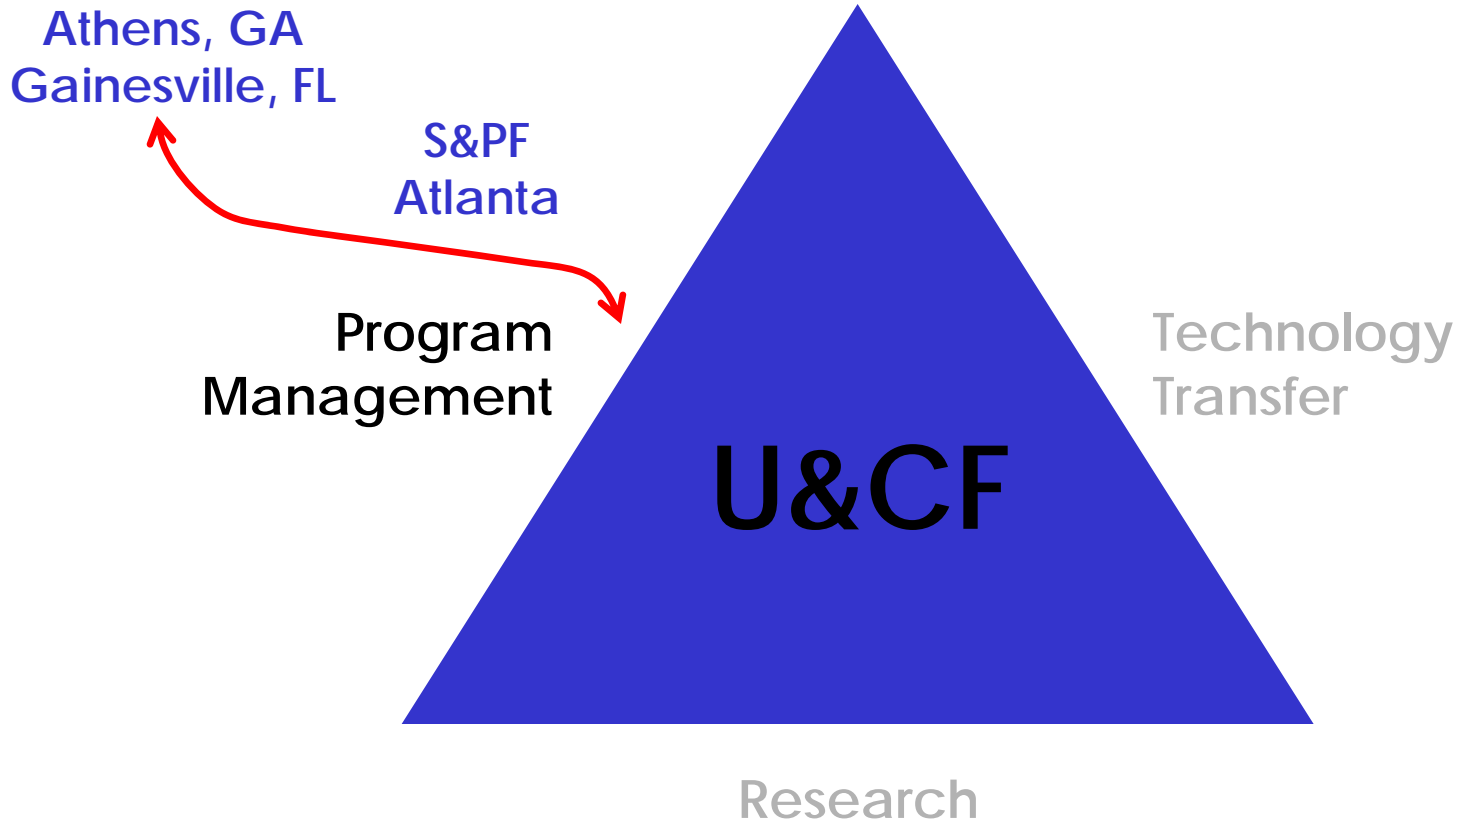 Athens, GA
Gainesville, FL
S&PF
Atlanta
Program
Management
Technology
Transfer
U&CF
Research